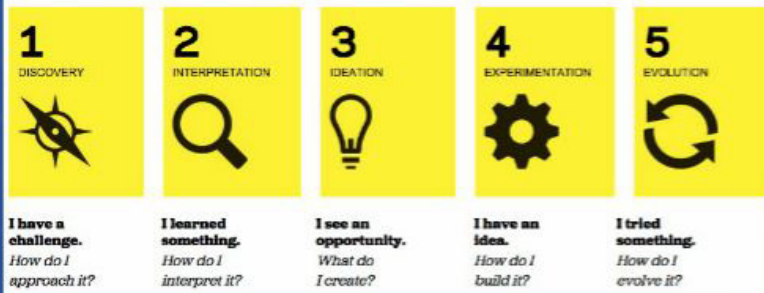 1
DISCOVERY
I have a
challenge.
How do I
approach it?
2
INTERPRETATION
I learned
something.
How do I
interpret it?
3
IDEATION
I see an
opportunity.
What do
I create?
4
EXPERIMENTATION
I have an
idea.
How do I
build it?
5
EVOLUTION
I tried
something.
How do I
evolve it?